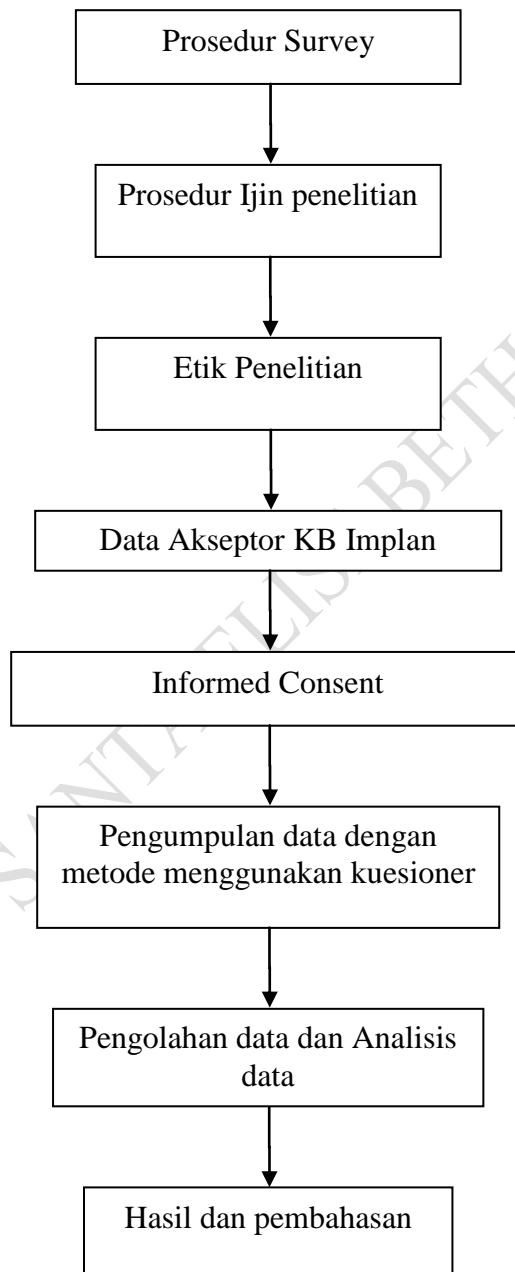 Prosedur Survey
Prosedur Ijin penelitian
Etik Penelitian
Data Akseptor KB Implan
Informed Consent
Pengumpulan data dengan
metode menggunakan kuesioner
Pengolahan data dan Analisis
data
Hasil dan pembahasan